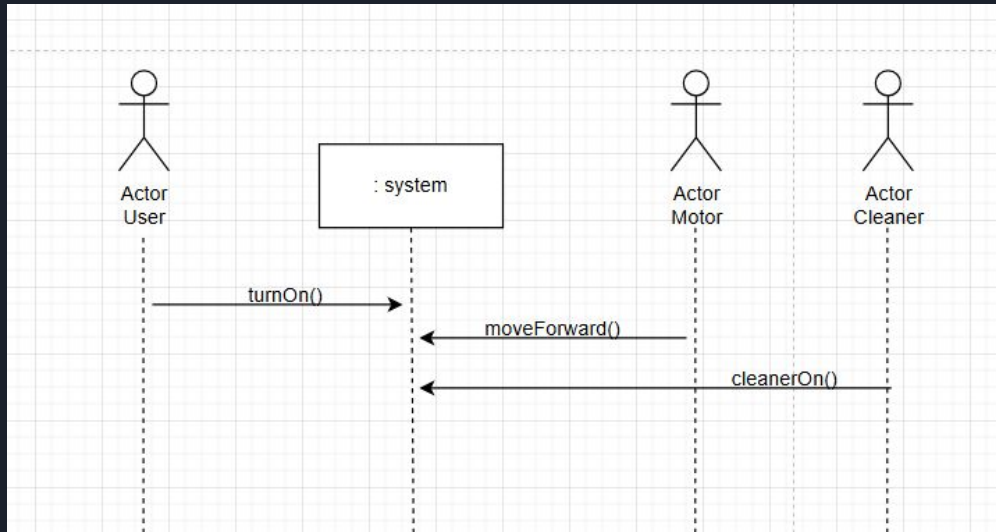 Actor
User
: system
Actor
Motor
Actor
Cleaner
turnOn()
moveForward()
cleanerOn()